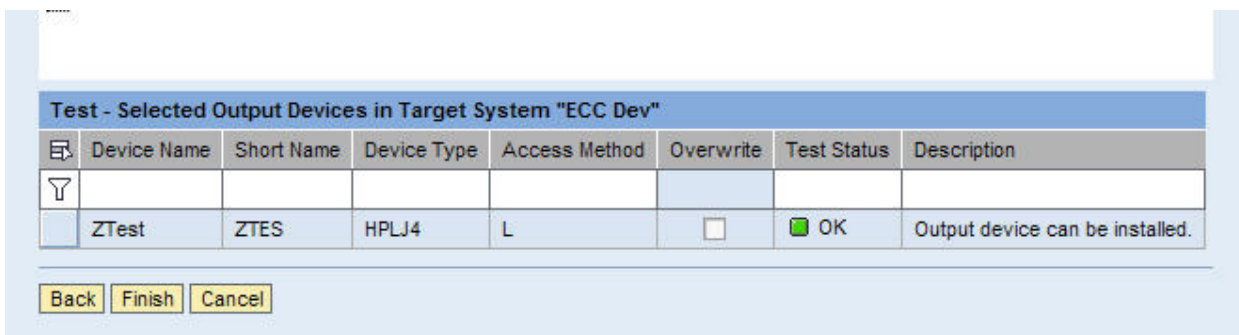 Test - Selected Output Devices in Target System "ECC Dev"
Device Name Short Name Device Type Access Method Overwrite Test Status Description
ZTest ZTES HPLJ4 L OK Output device can be installed.
Back Finish Cancel